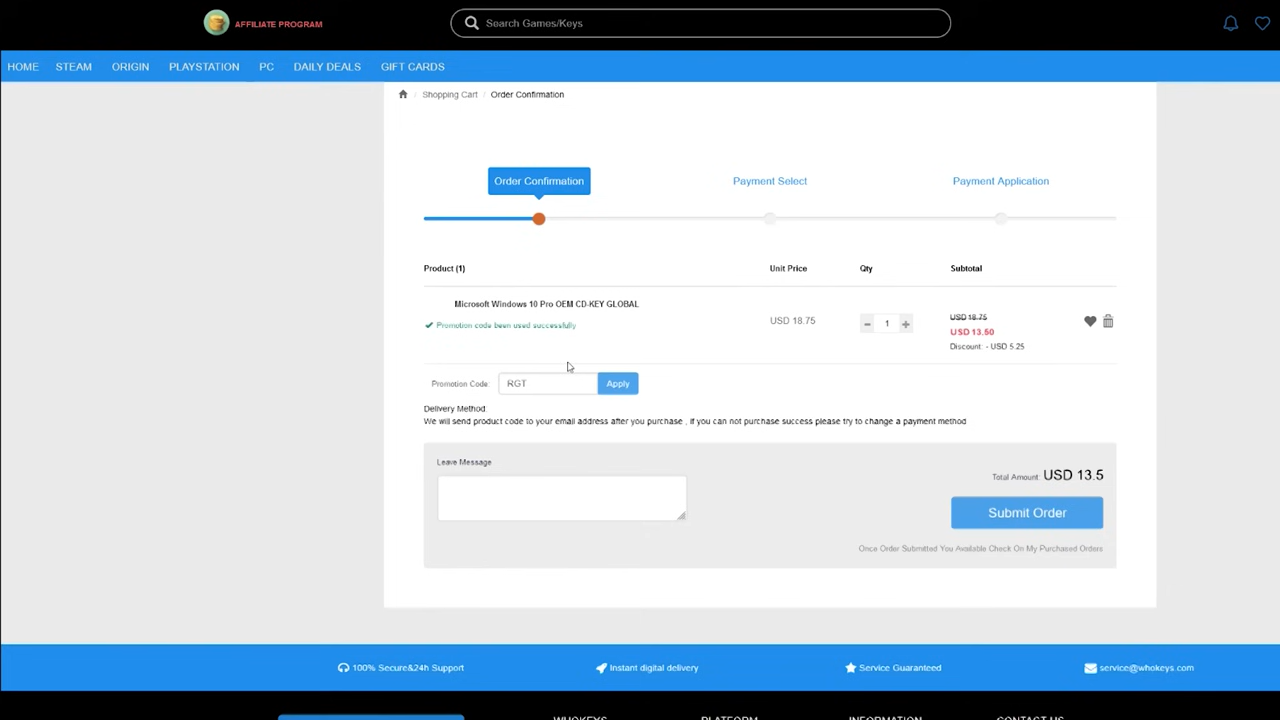 AFFILIATE PROGRAM
Search Games/Keys
HOME STEAM ORIGIN PLAYSTATION PC DAILY DEALS GIFT CARDS
Shopping Cart / Order Confirmation
Order Confirmation Payment Select Payment Application
Product (1) Unit Price Qty Subtotal
Microsoft Windows 10 Pro OEM CD-KEY GLOBAL
Promotion code been used successfully
USD 18.75
- 1 +
USD 18.75
USD 13.50
Discount: - USD 5.25
Promotion Code: RGT Apply
Delivery Method:
We will send product code to your email address after you purchase , if you can not purchase success please try to change a payment method
Leave Message
Total Amount: USD 13.5
Submit Order
Once Order Submitted You Available Check On My Purchased Orders
100% Secure&24h Support Instant digital delivery Service Guaranteed service@whokeys.com
WHOKEYS PLATFORM INFORMATION CONTACT US